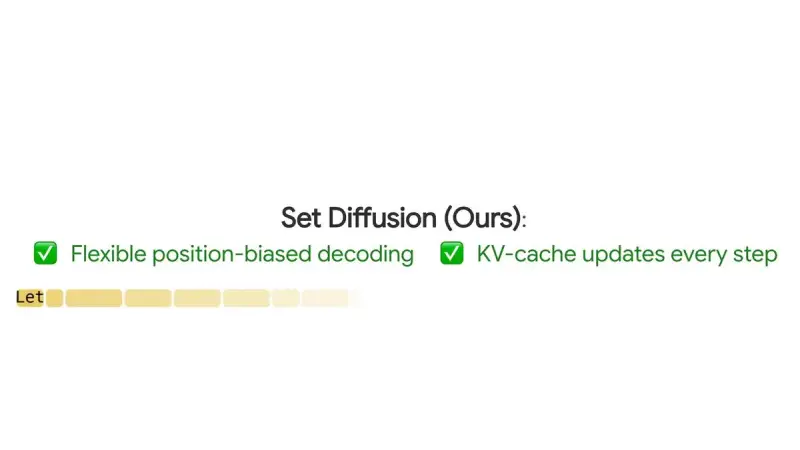 Set Diffusion (Ours):
✅ Flexible position-biased decoding ✅ KV-cache updates every step
Let